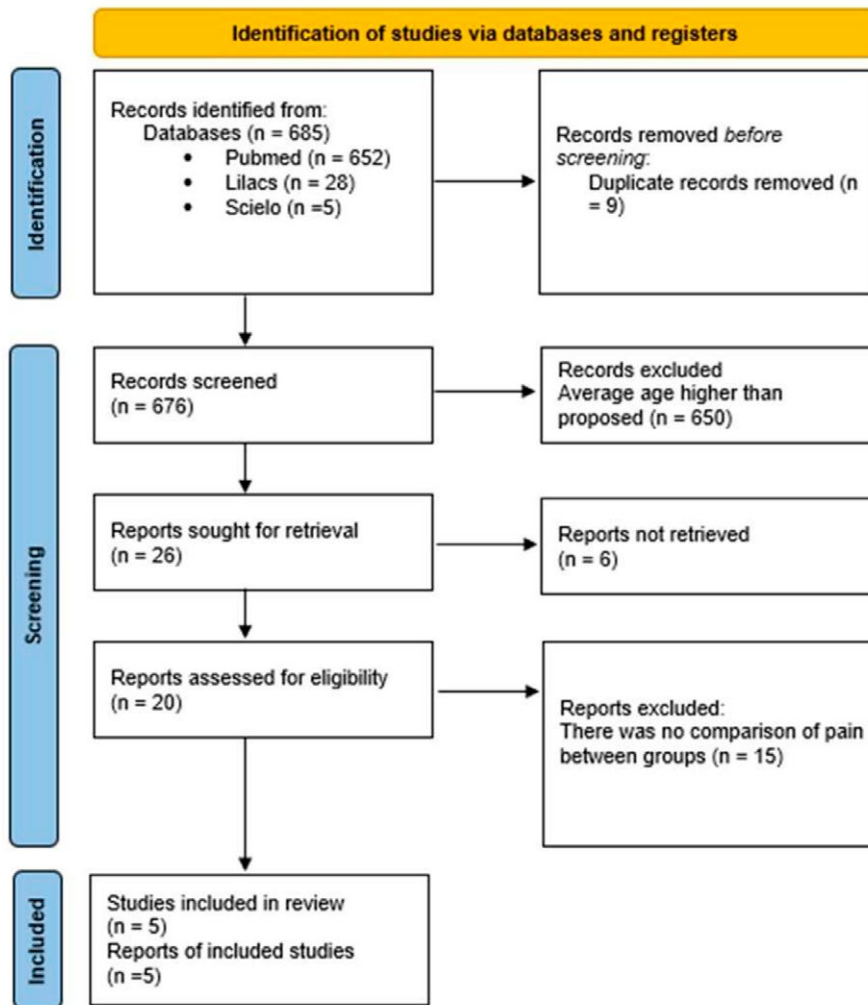 Identification of studies via databases and registers
Identification
Records identified from:
Databases (n = 685)
• Pubmed (n = 652)
• Lilacs (n = 28)
• Scielo (n =5)
Records removed before
screening:
Duplicate records removed (n
= 9)
Screening
Records screened
(n = 676)
Records excluded
Average age higher than
proposed (n = 650)
Reports sought for retrieval
(n = 26)
Reports not retrieved
(n = 6)
Reports assessed for eligibility
(n = 20)
Reports excluded:
There was no comparison of pain
between groups (n = 15)
Included
Studies included in review
(n = 5)
Reports of included studies
(n =5)